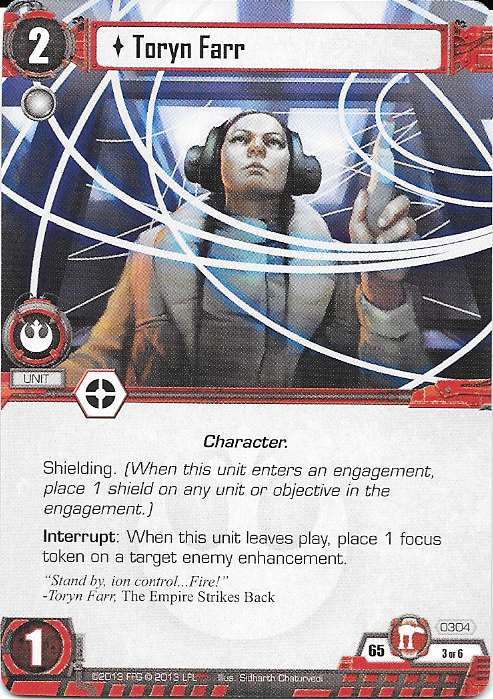 2
Toryn Farr
UNIT
Character.
Shielding. (When this unit enters an engagement,
place 1 shield on any unit or objective in the
engagement.)
Interrupt: When this unit leaves play, place 1 focus
token on a target enemy enhancement.
“Stand by, ion control...Fire!”
-Toryn Farr, The Empire Strikes Back
1
0304
65
3 OF 6
©2013 FFG ©2013 LFL Illus. Sidharth Chaturvedi